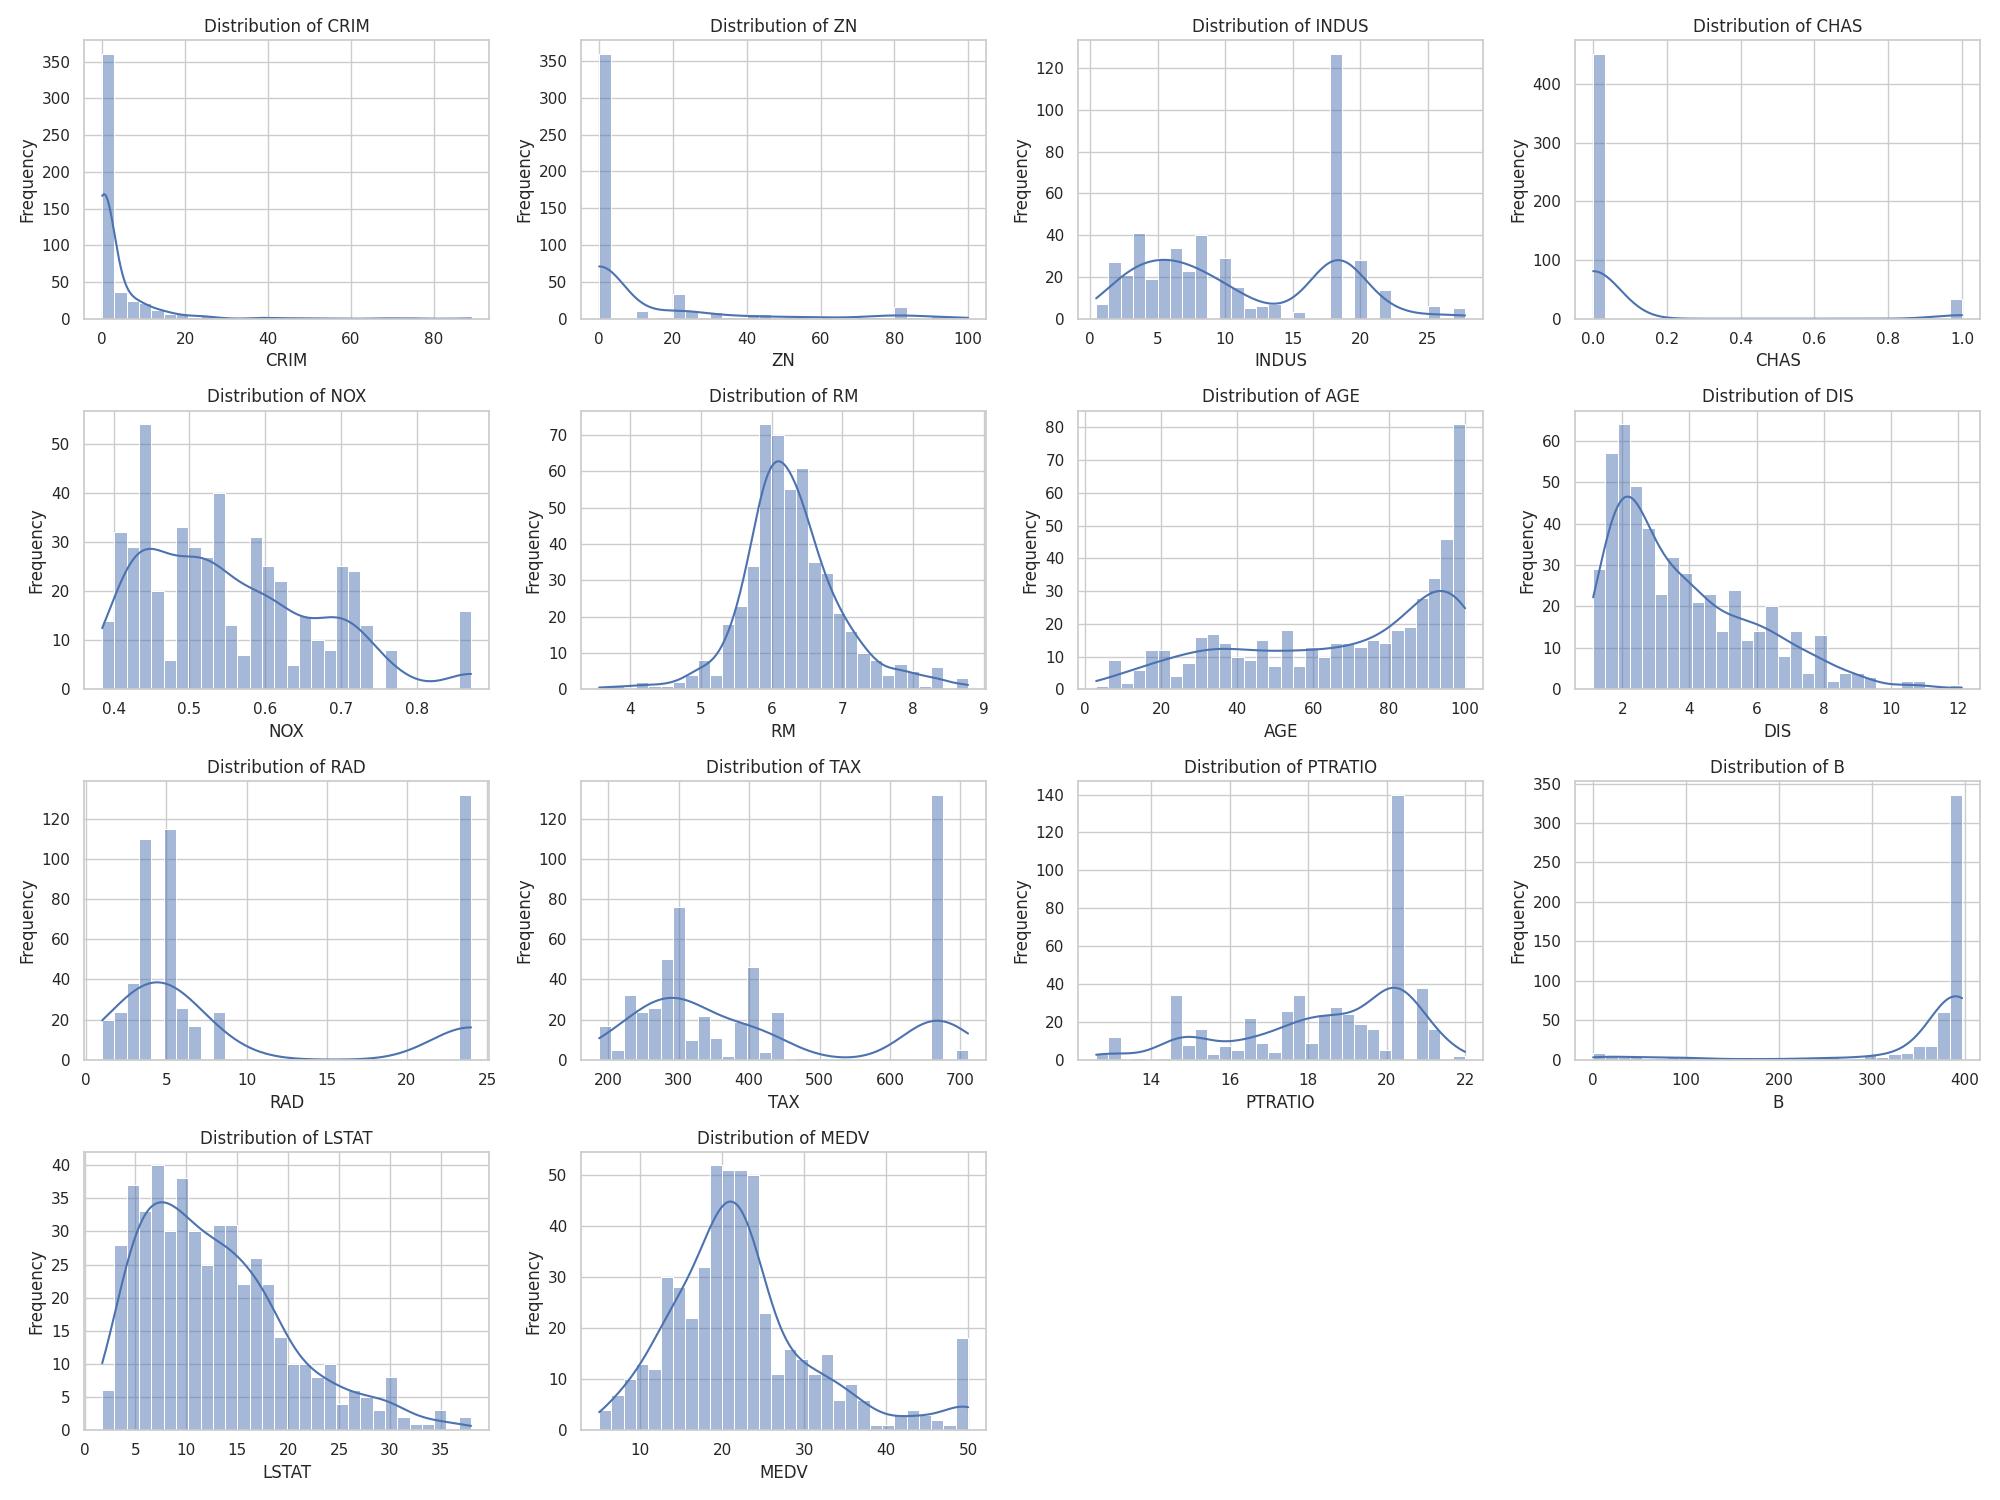 Distribution of CRIM
Frequency
350
300
250
200
150
100
50
0
0 20 40 60 80
CRIM
Distribution of ZN
Frequency
350
300
250
200
150
100
50
0
0 20 40 60 80 100
ZN
Distribution of INDUS
Frequency
120
100
80
60
40
20
0
0 5 10 15 20 25
INDUS
Distribution of CHAS
Frequency
400
300
200
100
0
0.0 0.2 0.4 0.6 0.8 1.0
CHAS
Distribution of NOX
Frequency
50
40
30
20
10
0
0.4 0.5 0.6 0.7 0.8
NOX
Distribution of RM
Frequency
70
60
50
40
30
20
10
0
4 5 6 7 8 9
RM
Distribution of AGE
Frequency
80
70
60
50
40
30
20
10
0
0 20 40 60 80 100
AGE
Distribution of DIS
Frequency
60
50
40
30
20
10
0
2 4 6 8 10 12
DIS
Distribution of RAD
Frequency
120
100
80
60
40
20
0
0 5 10 15 20 25
RAD
Distribution of TAX
Frequency
120
100
80
60
40
20
0
200 300 400 500 600 700
TAX
Distribution of PTRATIO
Frequency
140
120
100
80
60
40
20
0
14 16 18 20 22
PTRATIO
Distribution of B
Frequency
350
300
250
200
150
100
50
0
0 100 200 300 400
B
Distribution of LSTAT
Frequency
40
35
30
25
20
15
10
5
0
0 5 10 15 20 25 30 35
LSTAT
Distribution of MEDV
Frequency
50
40
30
20
10
0
10 20 30 40 50
MEDV